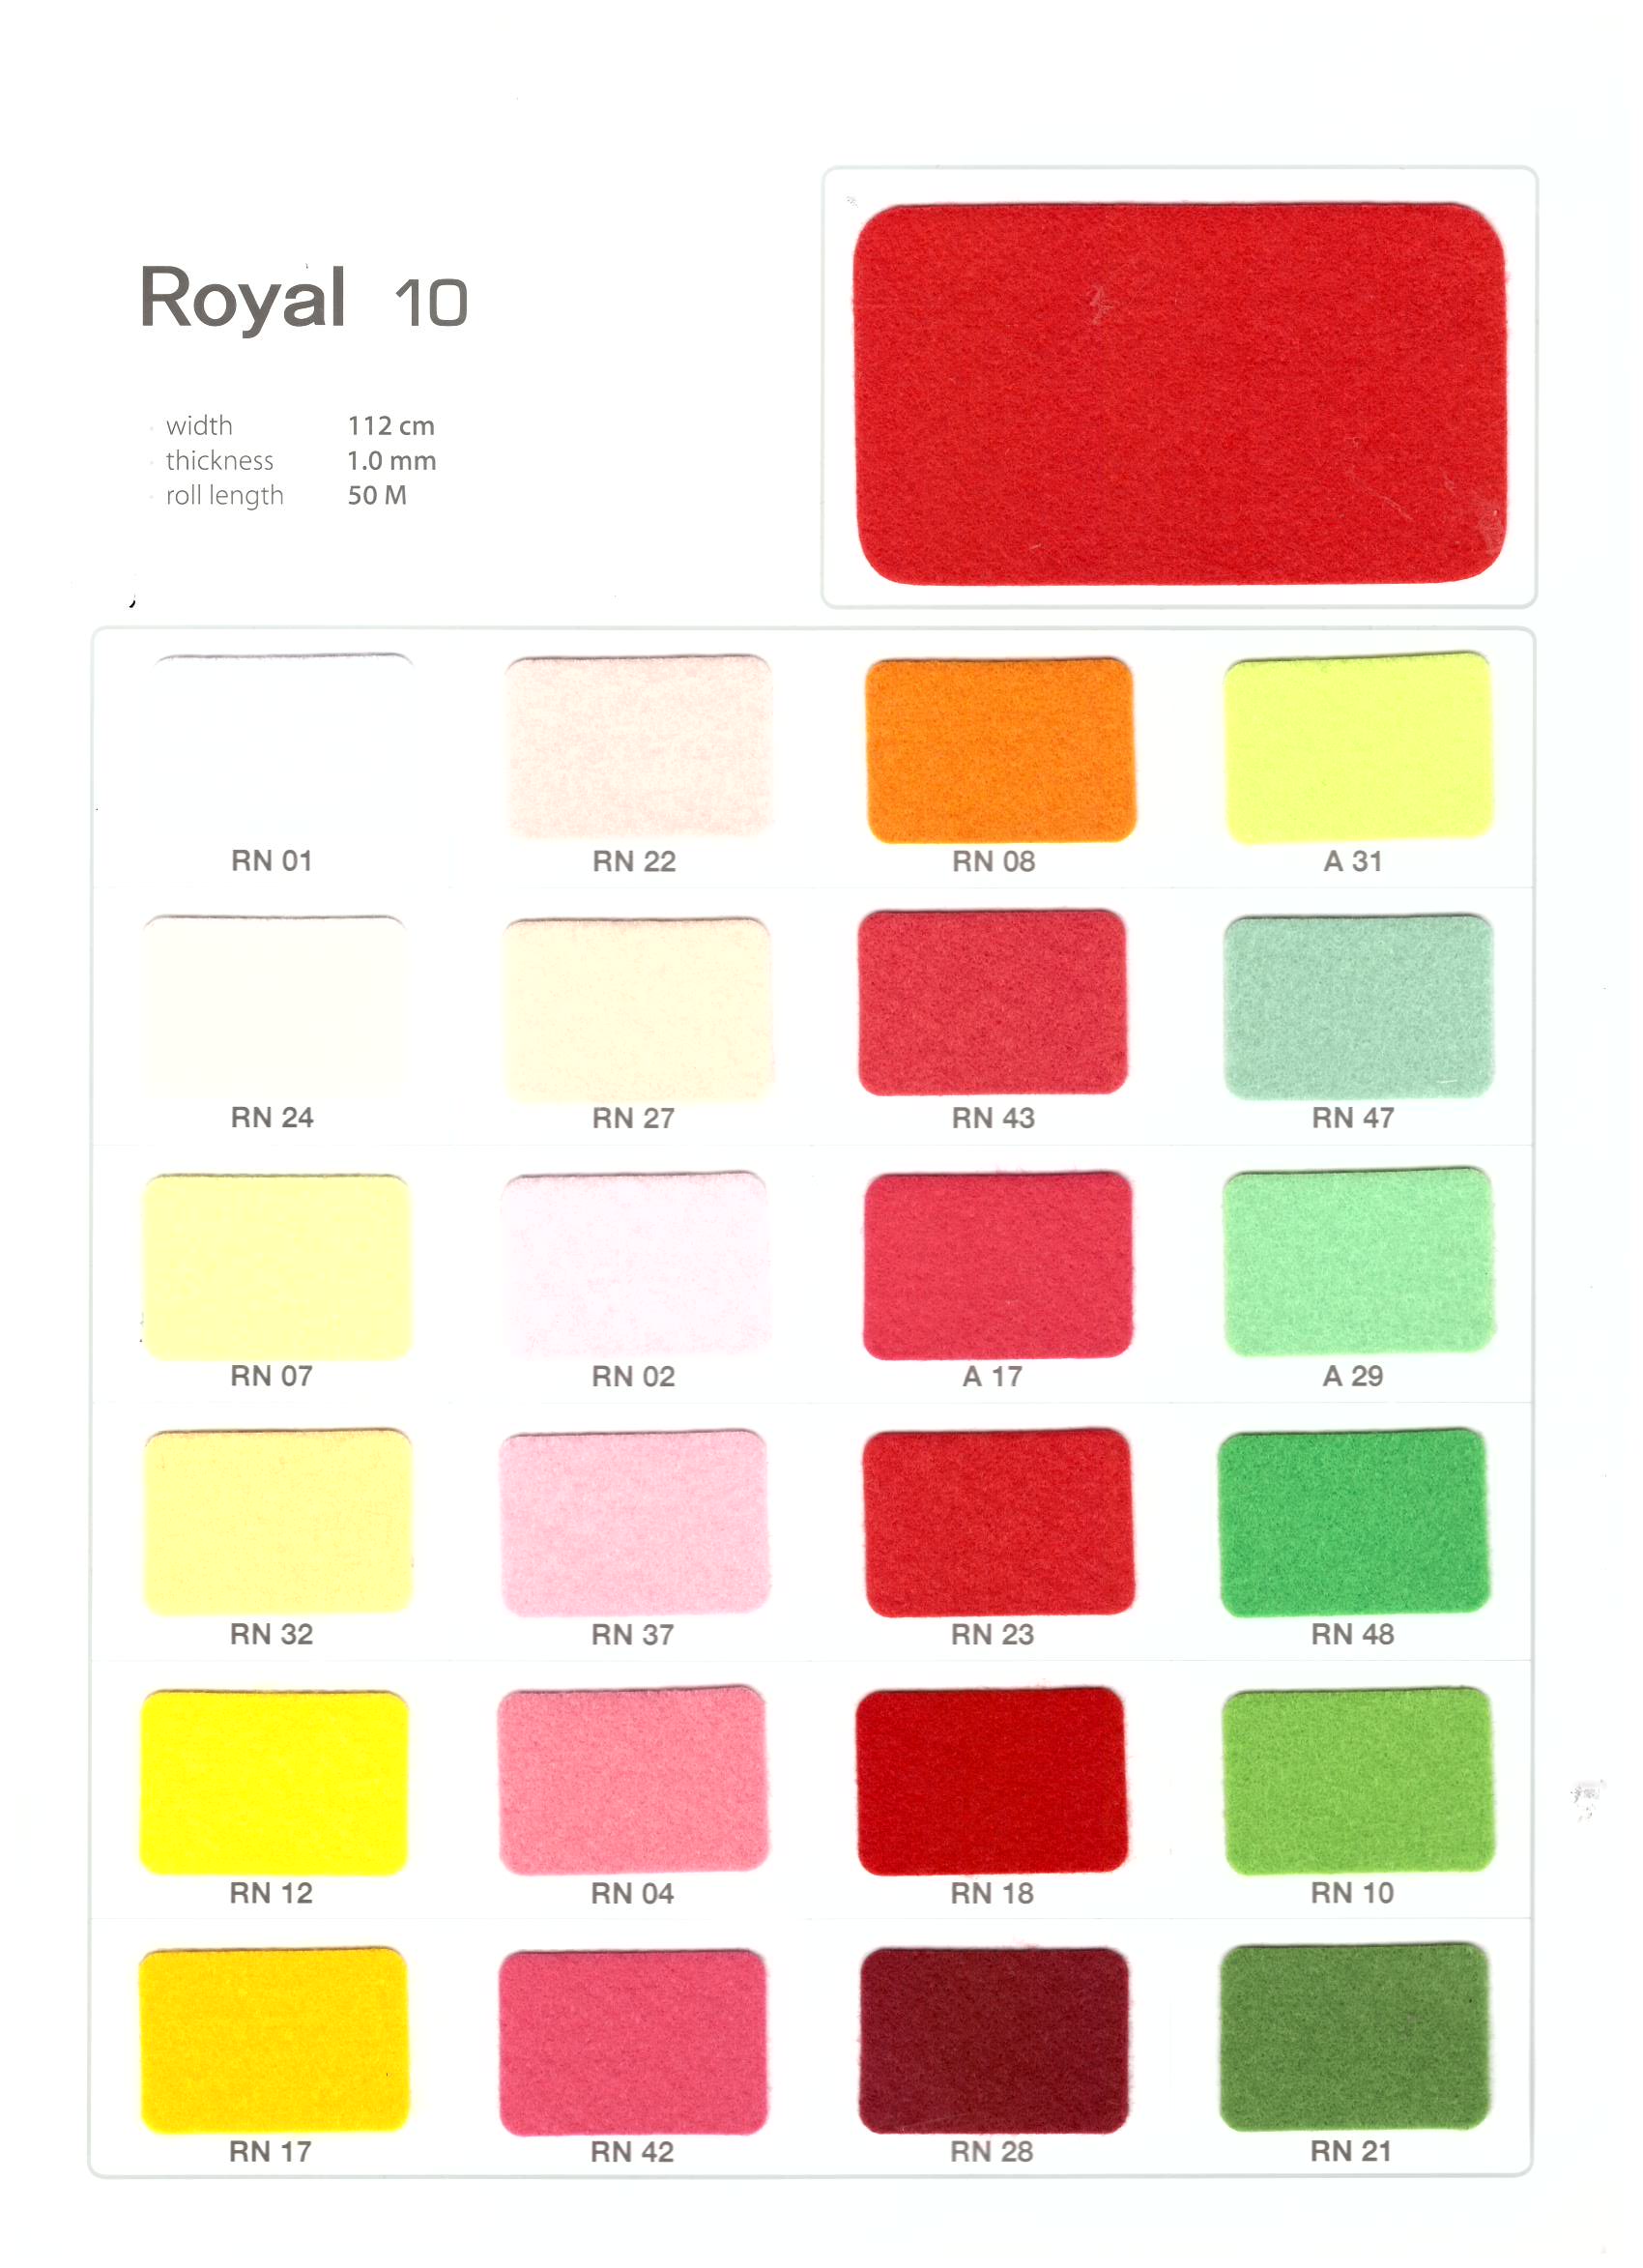 Royal 10
width 112 cm
thickness 1.0 mm
roll length 50 M
RN 01 RN 22 RN 08 A 31
RN 24 RN 27 RN 43 RN 47
RN 07 RN 02 A 17 A 29
RN 32 RN 37 RN 23 RN 48
RN 12 RN 04 RN 18 RN 10
RN 17 RN 42 RN 28 RN 21